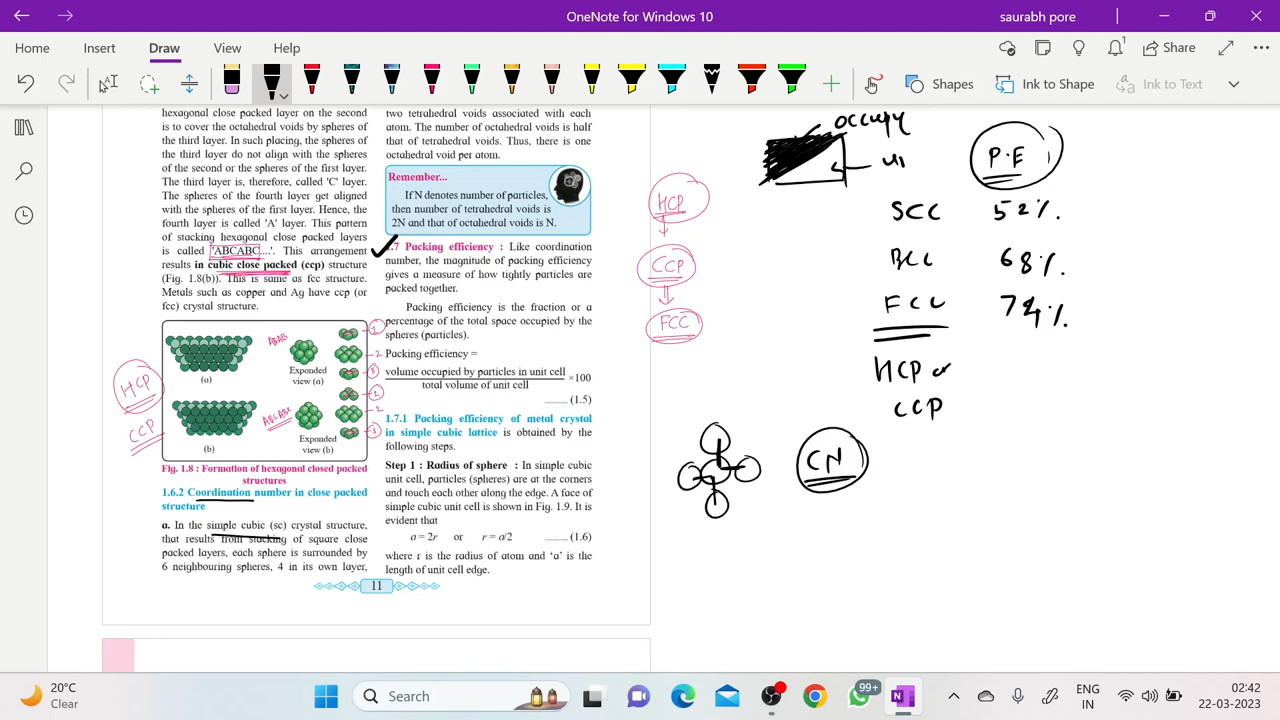 OneNote for Windows 10
saurabh pore
Home
Insert
Draw
View
Help
Share
Shapes
Ink to Shape
Ink to Text
hexagonal close packed layer on the second
is to cover the octahedral voids by spheres
of the third layer. In such placing, the spheres of
the third layer do not align with the spheres
of the second or the spheres of the first layer.
The third layer is, therefore, called 'C' layer.
The spheres of the fourth layer get aligned
with the spheres of the first layer. Hence, the
fourth layer is called 'A' layer. This pattern
of stacking hexagonal close packed layers
is called 'ABCABC....'. This arrangement
results in cubic close packed (ccp) structure
(Fig. 1.8(b)). This is same as fcc structure.
Metals such as copper and Ag have ccp (or
fcc) crystal structure.
ABAB
1
2
3
(a)
Expanded
view (a)
HCP
CCP
ABCABC
1
2
3
(b)
Expanded
view (b)
Fig. 1.8 : Formation of hexagonal closed packed
structures
1.6.2 Coordination number in close packed
structure
a. In the simple cubic (sc) crystal structure,
that results from stacking of square close
packed layers, each sphere is surrounded by
6 neighbouring spheres, 4 in its own layer,
two tetrahedral voids associated with each
atom. The number of octahedral voids is half
that of tetrahedral voids. Thus, there is one
octahedral void per atom.
Remember...
If N denotes number of particles,
then number of tetrahedral voids is
2N and that of octahedral voids is N.
1.7 Packing efficiency : Like coordination
number, the magnitude of packing efficiency
gives a measure of how tightly particles are
packed together.
Packing efficiency is the fraction or a
percentage of the total space occupied by the
spheres (particles).
Packing efficiency =
volume occupied by particles in unit cell
×100
total volume of unit cell
........... (1.5)
1.7.1 Packing efficiency of metal crystal
in simple cubic lattice is obtained by the
following steps.
Step 1 : Radius of sphere : In simple cubic
unit cell, particles (spheres) are at the corners
and touch each other along the edge. A face of
simple cubic unit cell is shown in Fig. 1.9. It is
evident that
a = 2r or r = a/2 ........... (1.6)
where r is the radius of atom and 'a' is the
length of unit cell edge.
11
HCP
CCP
FCC
occupy
P.E
SCC 52%.
BCC 68%.
FCC 74%.
HCP or
CCP
CN
20°C
Clear
Search
99+
ENG
IN
02:42
22-03-2023